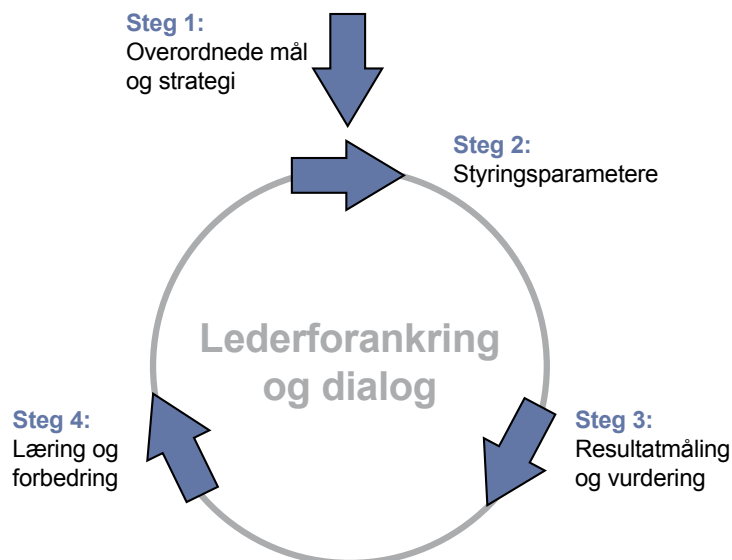 Steg 1:
Overordnede mål
og strategi
Steg 2:
Styringsparametere
Lederforankring
og dialog
Steg 3:
Resultatmåling
og vurdering
Steg 4:
Læring og
forbedring